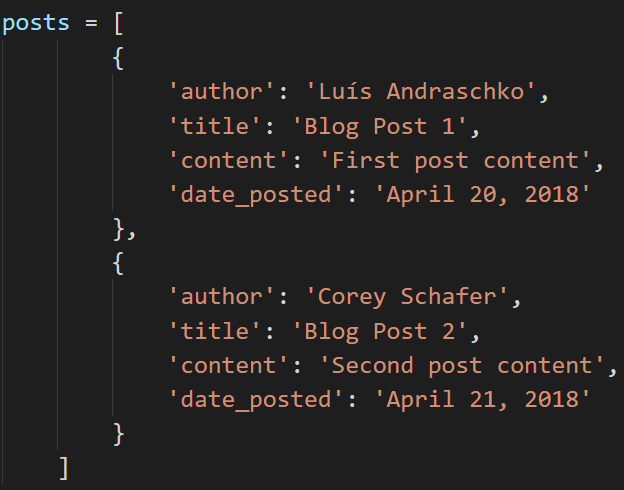 posts = [
{
'author': 'Luís Andraschko',
'title': 'Blog Post 1',
'content': 'First post content',
'date_posted': 'April 20, 2018'
},
{
'author': 'Corey Schafer',
'title': 'Blog Post 2',
'content': 'Second post content',
'date_posted': 'April 21, 2018'
}
]